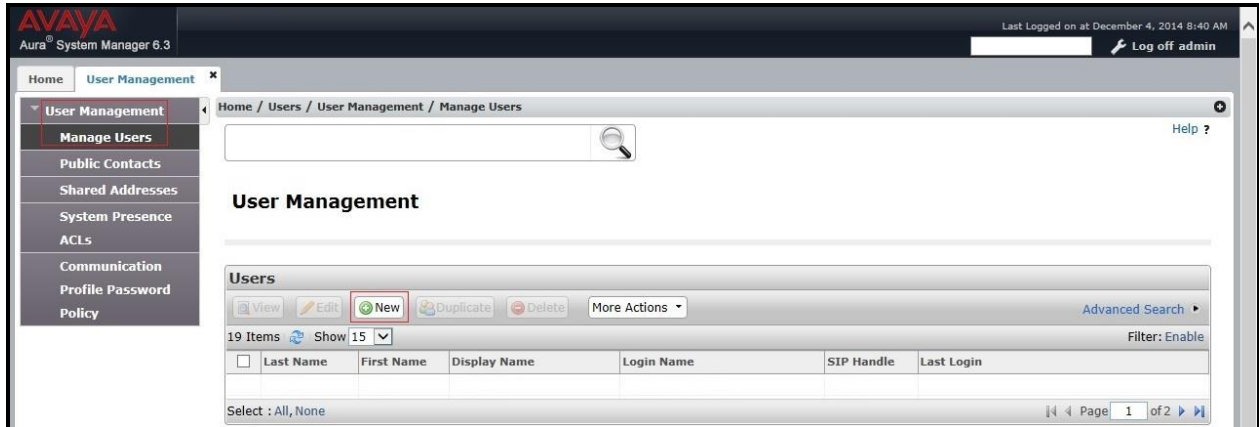 AVAYA
Aura® System Manager 6.3
Last Logged on at December 4, 2014 8:40 AM
Log off admin
Home User Management ×
User Management
Manage Users
Public Contacts
Shared Addresses
System Presence
ACLs
Communication
Profile Password
Policy
Home / Users / User Management / Manage Users
Help ?
User Management
Users
View Edit New Duplicate Delete More Actions
Advanced Search
19 Items Show 15
Filter: Enable
Last Name First Name Display Name Login Name SIP Handle Last Login
Select : All, None
Page 1 of 2